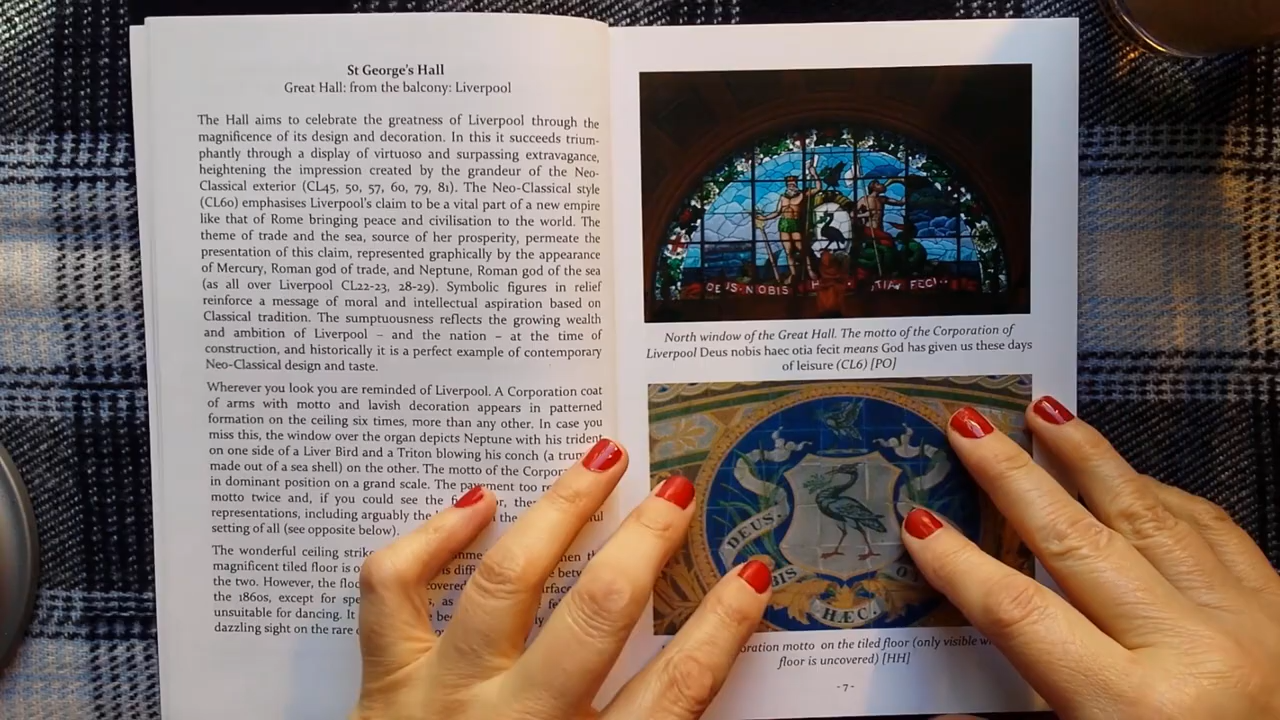 St George's Hall
Great Hall: from the balcony: Liverpool
The Hall aims to celebrate the greatness of Liverpool through the
magnificence of its design and decoration. In this it succeeds trium-
phantly through a display of virtuoso and surpassing extravagance,
heightening the impression created by the grandeur of the Neo-
Classical exterior (CL45, 50, 57, 60, 79, 81). The Neo-Classical style
(CL60) emphasises Liverpool's claim to be a vital part of a new empire
like that of Rome bringing peace and civilisation to the world. The
theme of trade and the sea, source of her prosperity, permeate the
presentation of this claim, represented graphically by the appearance
of Mercury, Roman god of trade, and Neptune, Roman god of the sea
(as all over Liverpool CL22-23, 28-29). Symbolic figures in relief
reinforce a message of moral and intellectual aspiration based on
Classical tradition. The sumptuousness reflects the growing wealth
and ambition of Liverpool – and the nation – at the time of
construction, and historically it is a perfect example of contemporary
Neo-Classical design and taste.
Wherever you look you are reminded of Liverpool. A Corporation coat
of arms with motto and lavish decoration appears in patterned
formation on the ceiling six times, more than any other. In case you
miss this, the window over the organ depicts Neptune with his trident
on one side of a Liver Bird and a Triton blowing his conch (a
made out of a sea shell) on the other. The motto of the
in dominant position on a grand scale. The pavement too
motto twice and, if you could see the
representations, including arguably the
setting of all (see opposite below).
The wonderful ceiling
magnificent tiled floor is
the two. However, the
the 1860s, except for
unsuitable for dancing. It
dazzling sight on the rare
DEUS·NOBIS FECI
North window of the Great Hall. The motto of the Corporation of
Liverpool Deus nobis haec otia fecit means God has given us these days
of leisure (CL6) [PO]
DEUS·
HÆC·
motto on the tiled floor (only visible
floor is uncovered) [HH]
-7-